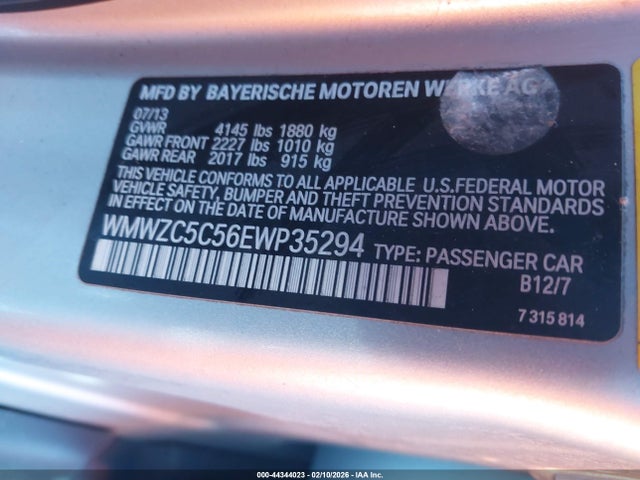 MFD BY BAYERISCHE MOTOREN WERKE AG
07/13
GVWR 4145 lbs 1880 kg
GAWR FRONT 2227 lbs 1010 kg
GAWR REAR 2017 lbs 915 kg
THIS VEHICLE CONFORMS TO ALL APPLICABLE U.S.FEDERAL MOTOR
VEHICLE SAFETY, BUMPER AND THEFT PREVENTION STANDARDS
IN EFFECT ON THE DATE OF MANUFACTURE SHOWN ABOVE.
WMWZC5C56EWP35294 TYPE: PASSENGER CAR
B12/7
7 315 814
000-44344023 — 02/10/2026 — IAA Inc.